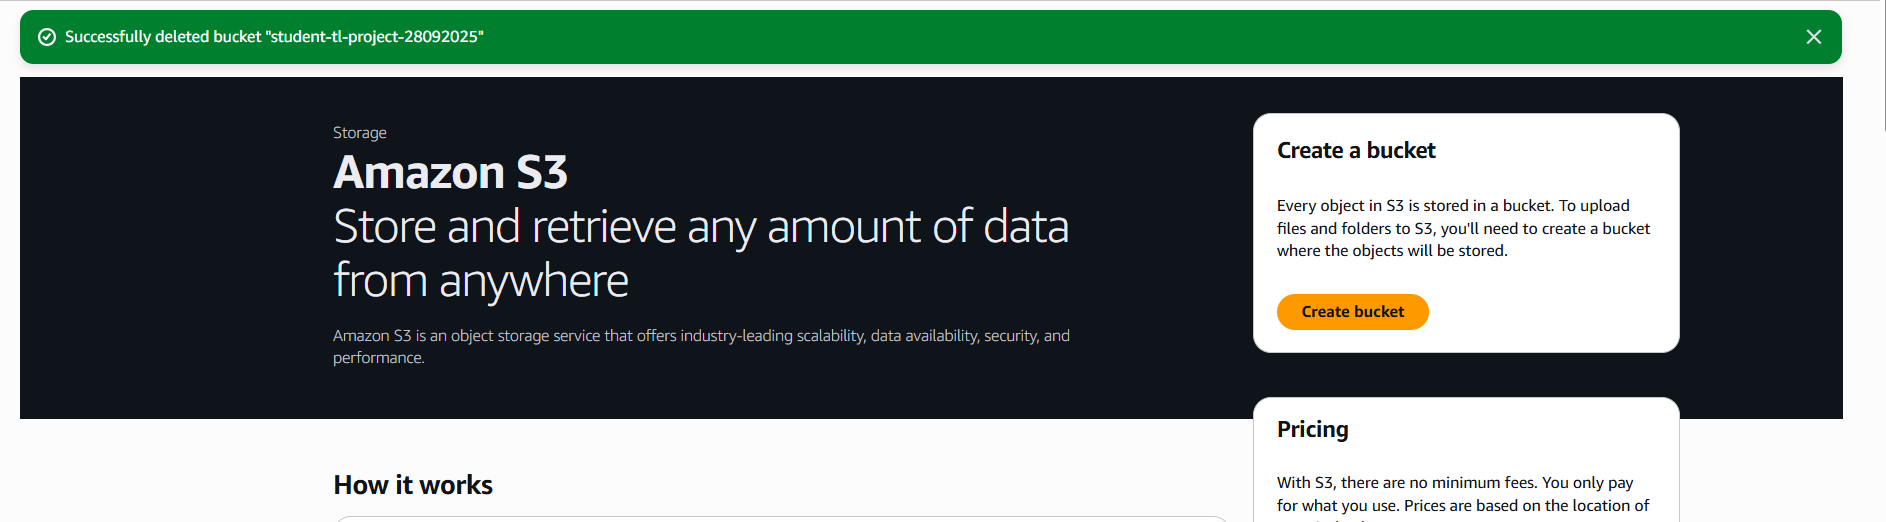 Successfully deleted bucket "student-tl-project-28092025"
Storage
Amazon S3
Store and retrieve any amount of data
from anywhere
Amazon S3 is an object storage service that offers industry-leading scalability, data availability, security, and
performance.
Create a bucket
Every object in S3 is stored in a bucket. To upload
files and folders to S3, you'll need to create a bucket
where the objects will be stored.
Create bucket
Pricing
With S3, there are no minimum fees. You only pay
for what you use. Prices are based on the location of
How it works